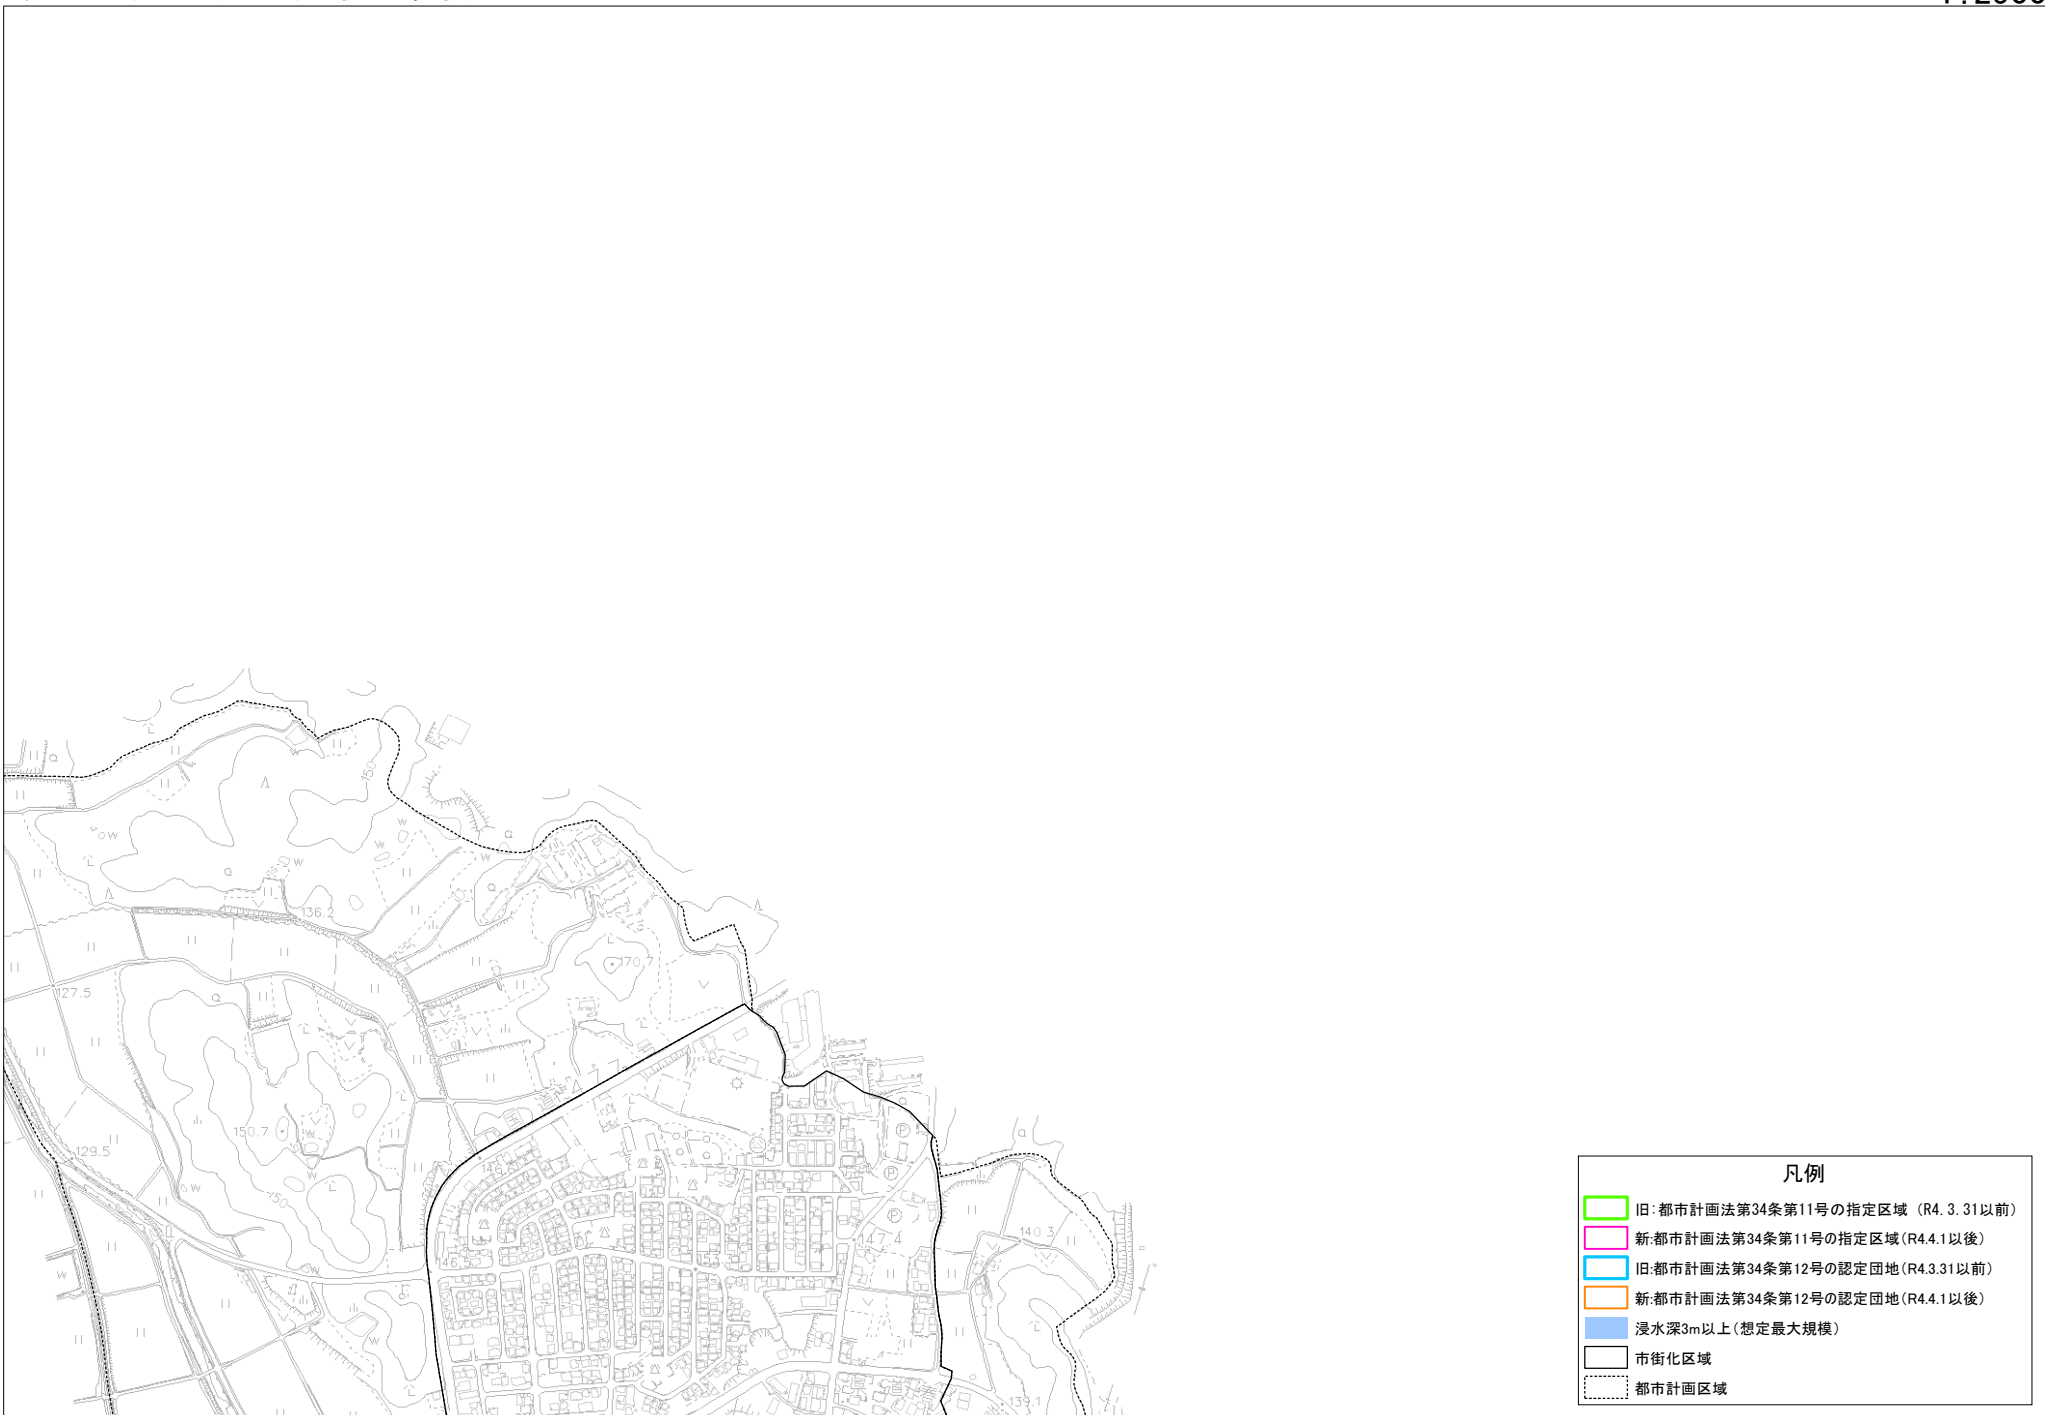 150
136.2
170.7
127.5
150.7
129.5
150
146.6
146.5
153
147.4
140.3
139.1
凡例
旧:都市計画法第34条第11号の指定区域 (R4.3.31以前)
新:都市計画法第34条第11号の指定区域(R4.4.1以後)
旧:都市計画法第34条第12号の認定団地(R4.3.31以前)
新:都市計画法第34条第12号の認定団地(R4.4.1以後)
浸水深3m以上(想定最大規模)
市街化区域
都市計画区域